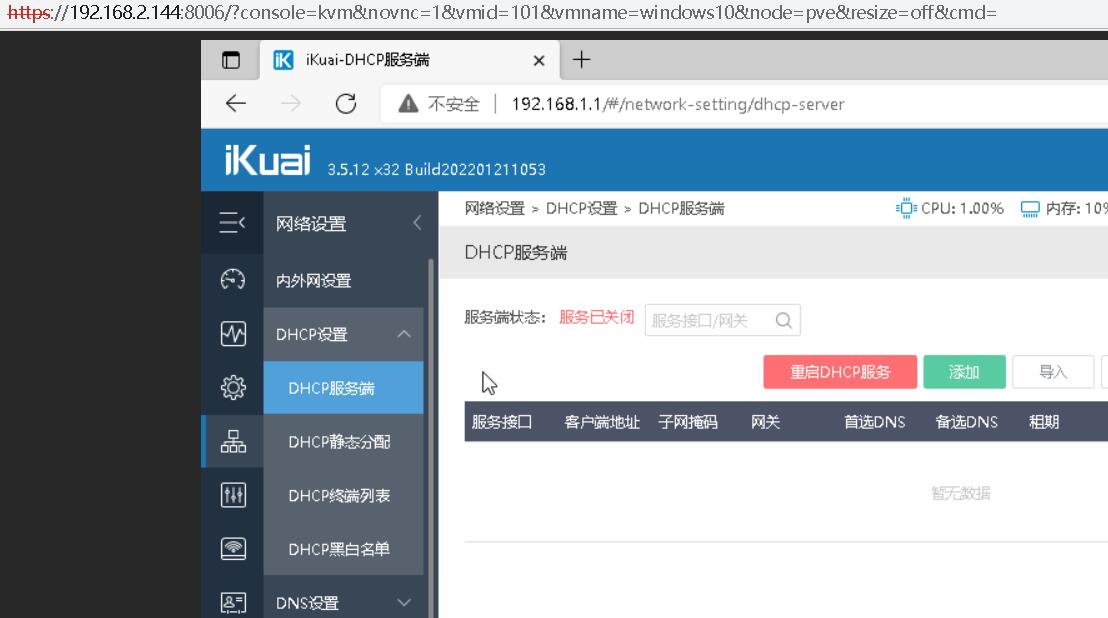 https://192.168.2.144:8006/?console=kvm&novnc=1&vmid=101&vmname=windows10&node=pve&resize=off&cmd=
iKuai-DHCP服务端
不安全 192.168.1.1/#/network-setting/dhcp-server
iKuai 3.5.12 x32 Build202201211053
网络设置
网络设置 > DHCP设置 > DHCP服务端 CPU: 1.00% 内存: 10%
DHCP服务端
内外网设置
服务端状态: 服务已关闭 服务接口/网关
DHCP设置
重启DHCP服务 添加 导入
DHCP服务端
服务接口 客户端地址 子网掩码 网关 首选DNS 备选DNS 租期
DHCP静态分配
DHCP终端列表
暂无数据
DHCP黑白名单
DNS设置